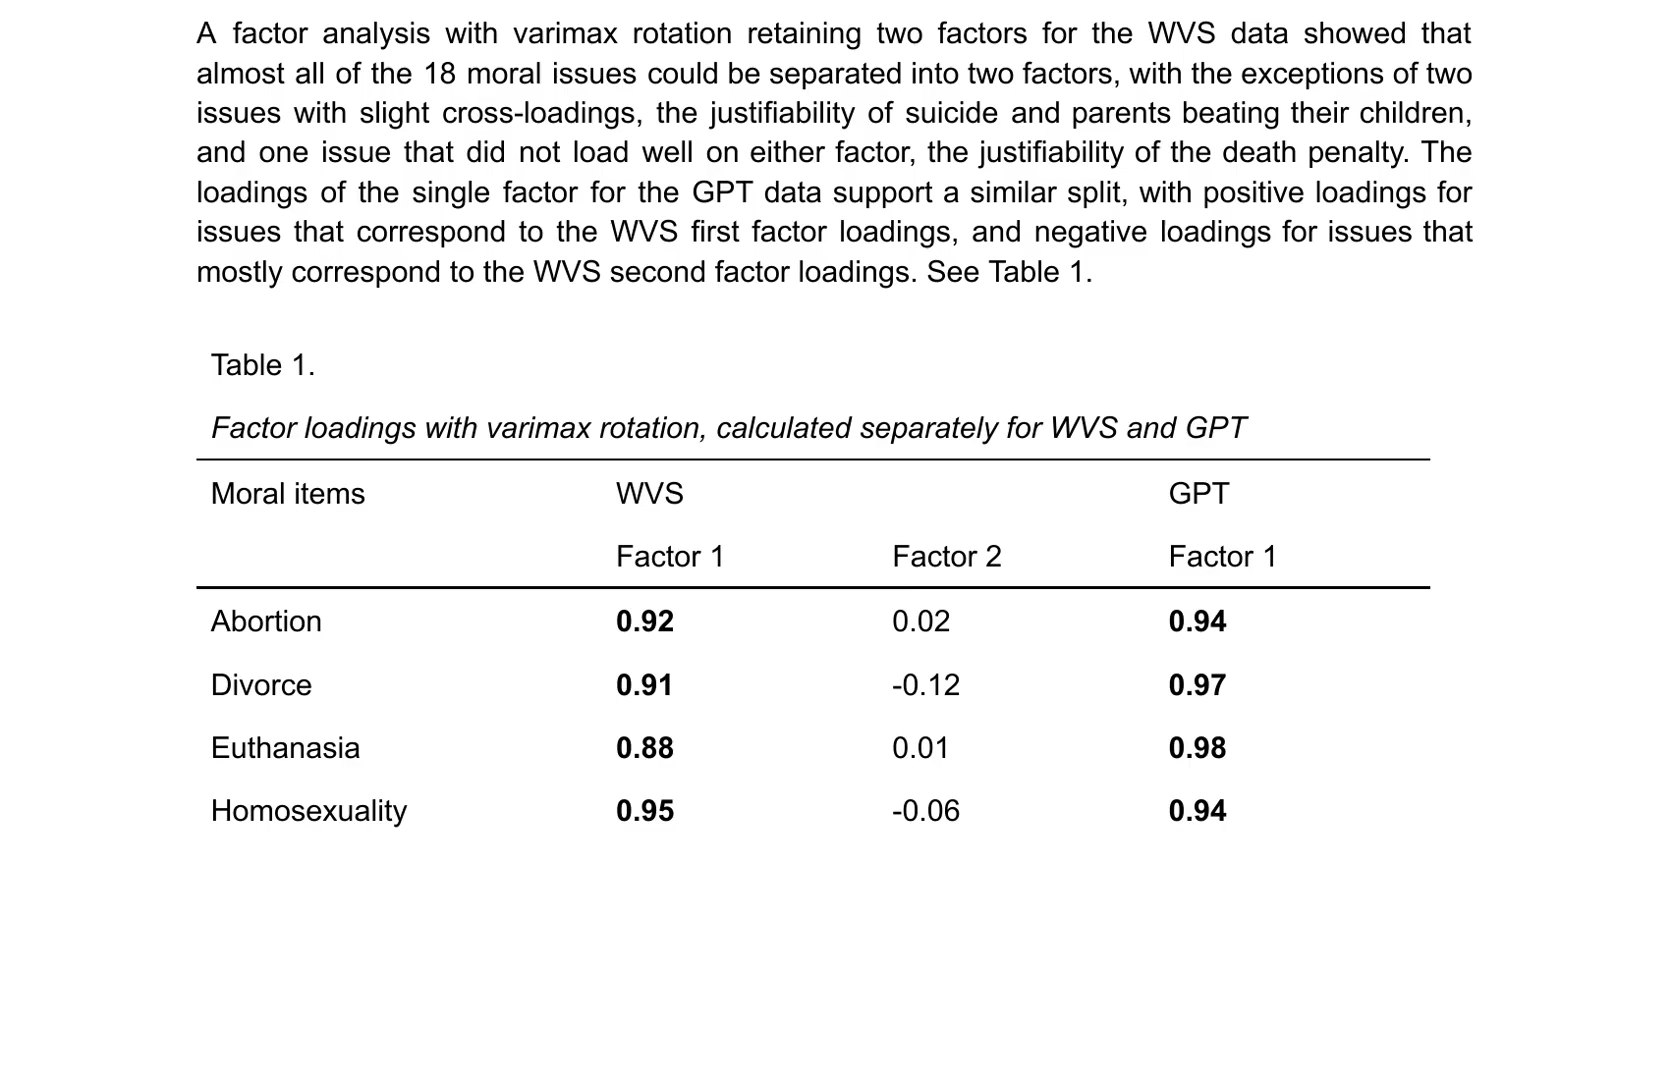 A factor analysis with varimax rotation retaining two factors for the WVS data showed that
almost all of the 18 moral issues could be separated into two factors, with the exceptions of two
issues with slight cross-loadings, the justifiability of suicide and parents beating their children,
and one issue that did not load well on either factor, the justifiability of the death penalty. The
loadings of the single factor for the GPT data support a similar split, with positive loadings for
issues that correspond to the WVS first factor loadings, and negative loadings for issues that
mostly correspond to the WVS second factor loadings. See Table 1.
Table 1.
Factor loadings with varimax rotation, calculated separately for WVS and GPT
Moral items WVS GPT
Factor 1 Factor 2 Factor 1
Abortion 0.92 0.02 0.94
Divorce 0.91 -0.12 0.97
Euthanasia 0.88 0.01 0.98
Homosexuality 0.95 -0.06 0.94